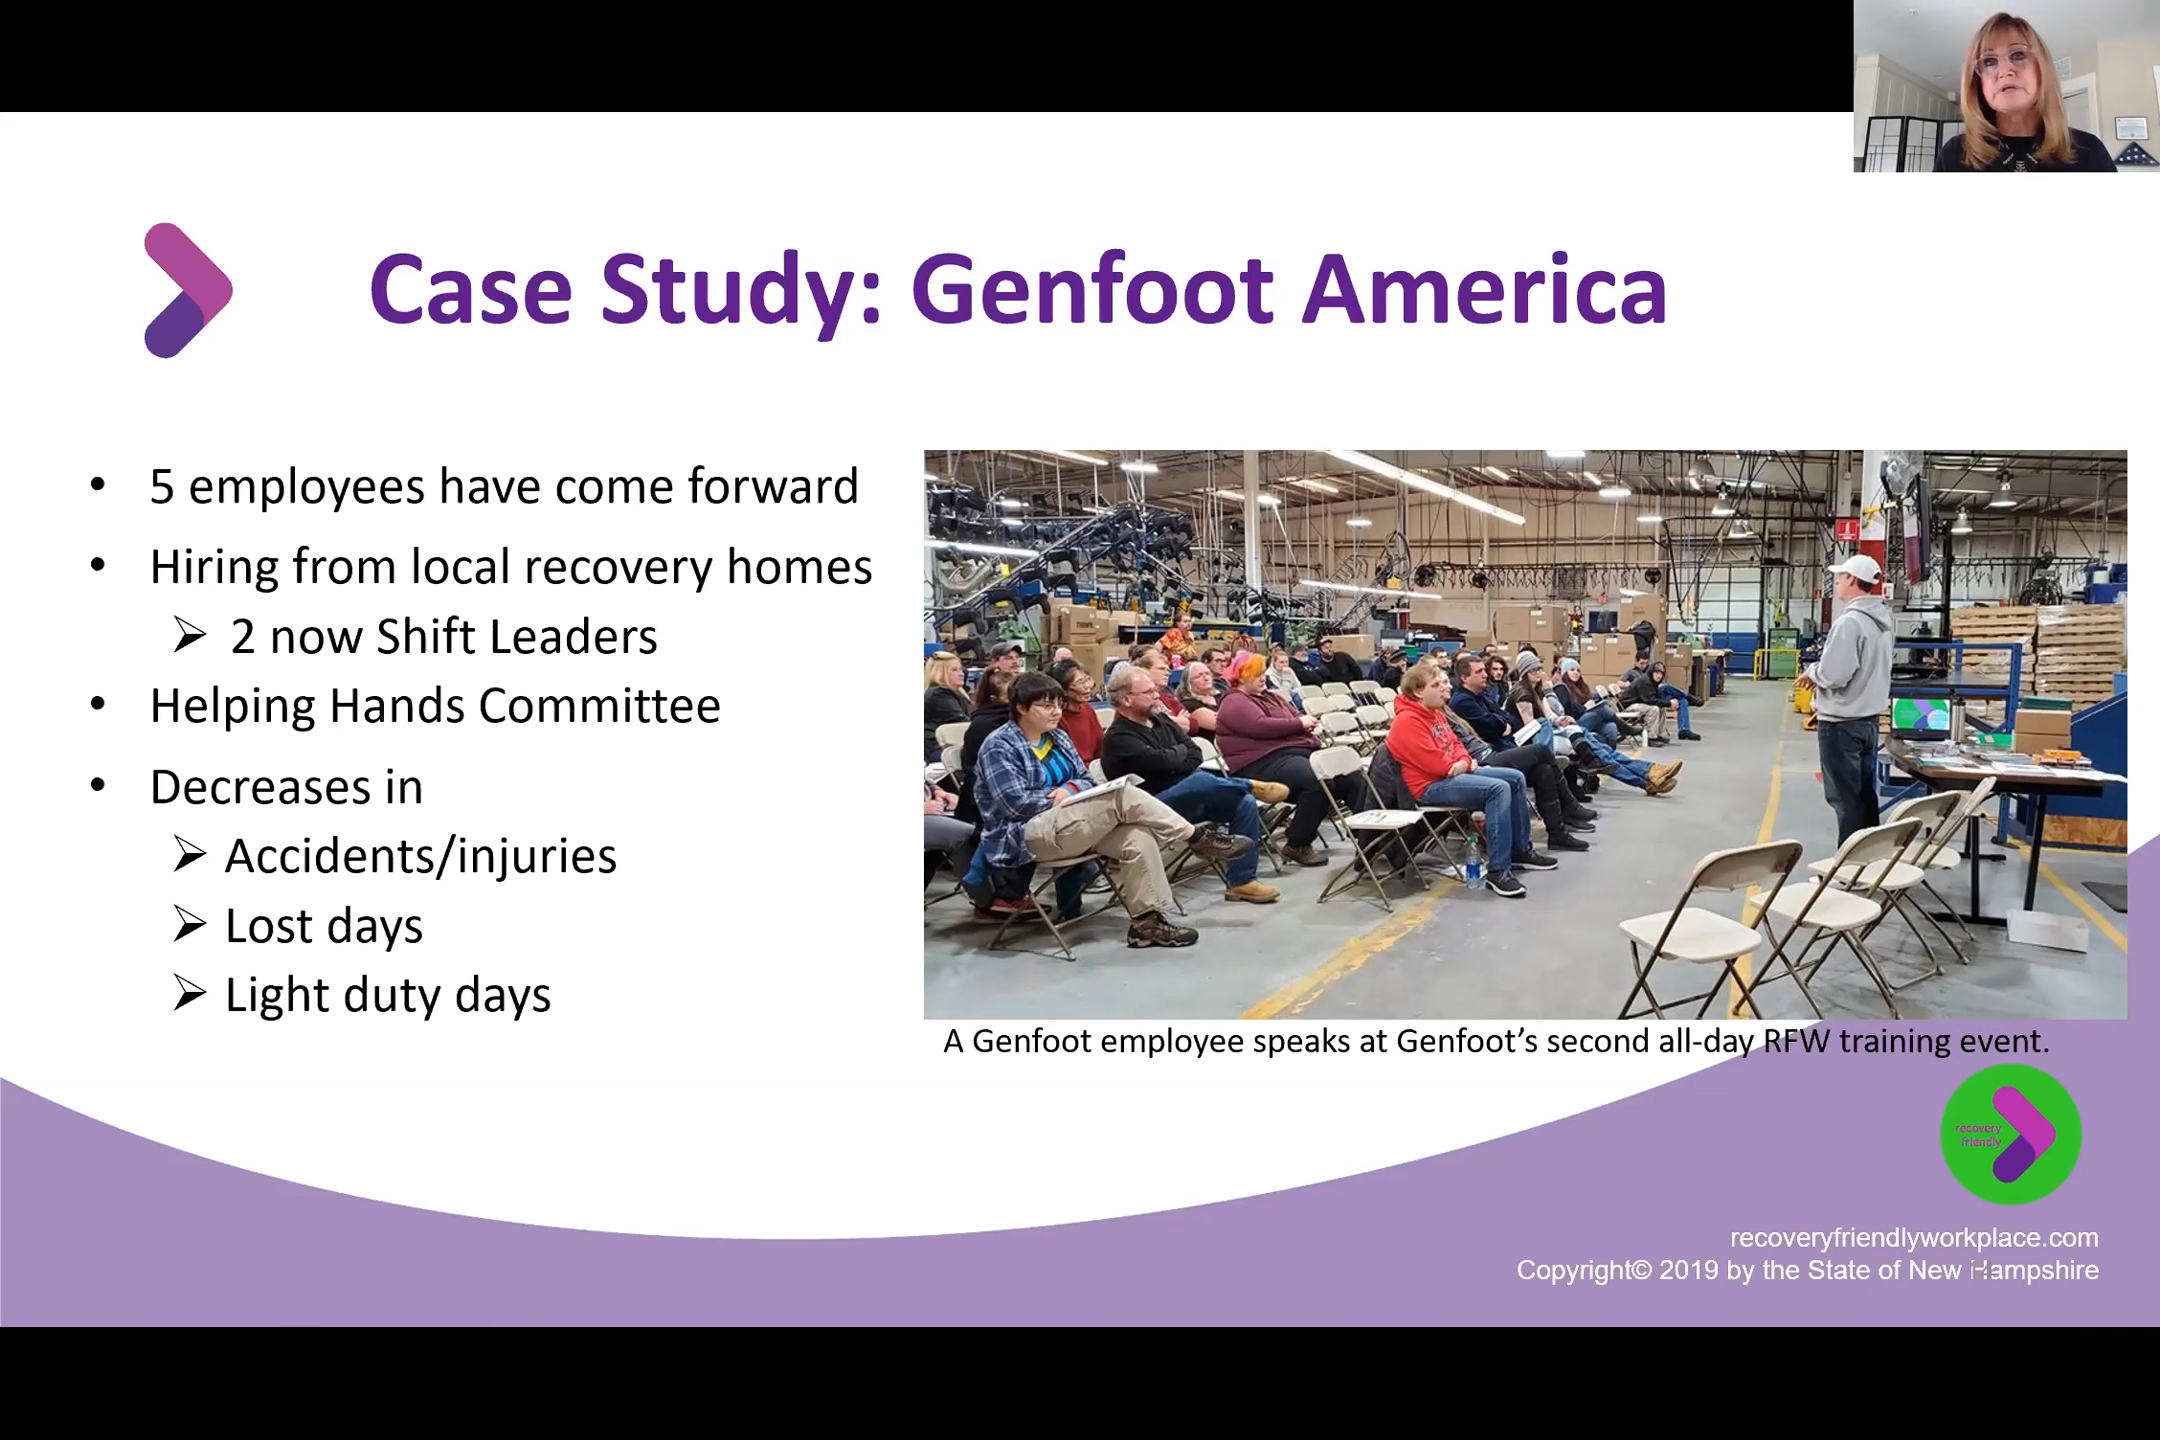 Case Study: Genfoot America
• 5 employees have come forward
• Hiring from local recovery homes
➢ 2 now Shift Leaders
• Helping Hands Committee
• Decreases in
➢ Accidents/injuries
➢ Lost days
➢ Light duty days
A Genfoot employee speaks at Genfoot’s second all-day RFW training event.
recovery
friendly
recoveryfriendlyworkplace.com
Copyright© 2019 by the State of New Hampshire